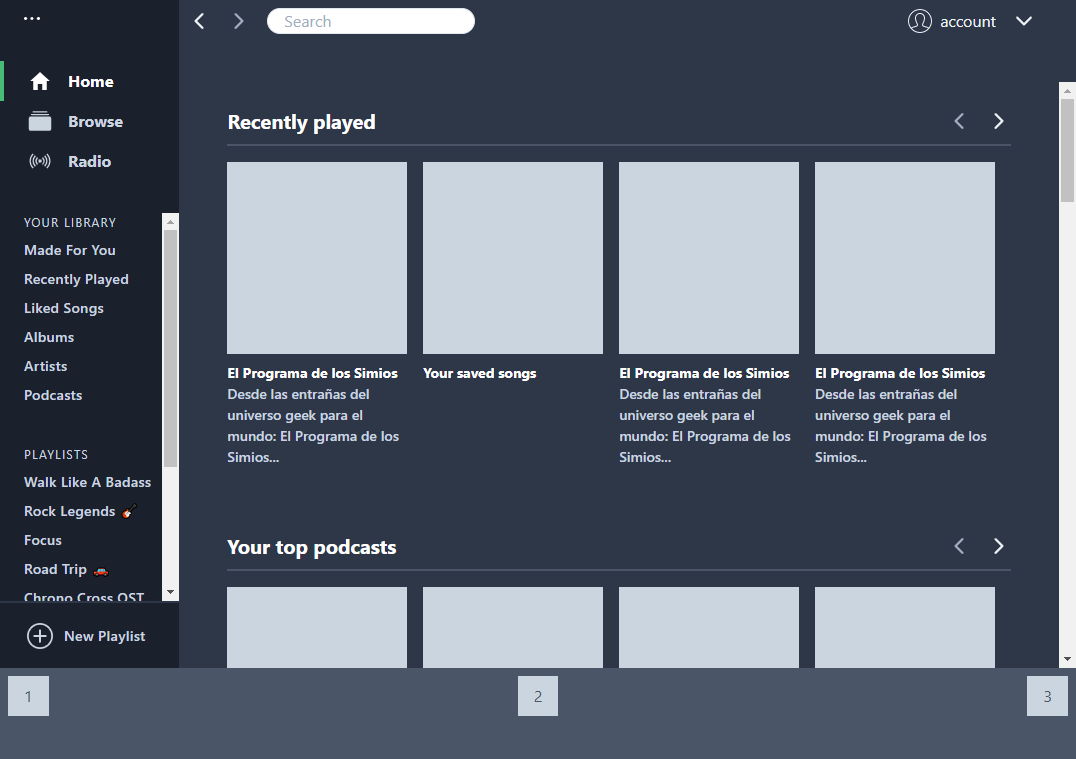 ...
Search
account
Home
Browse
Radio
YOUR LIBRARY
Made For You
Recently Played
Liked Songs
Albums
Artists
Podcasts
PLAYLISTS
Walk Like A Badass
Rock Legends 🎸
Focus
Road Trip 🚗
Chrono Cross OST
New Playlist
Recently played
El Programa de los Simios
Desde las entrañas del
universo geek para el
mundo: El Programa de los
Simios...
Your saved songs
El Programa de los Simios
Desde las entrañas del
universo geek para el
mundo: El Programa de los
Simios...
El Programa de los Simios
Desde las entrañas del
universo geek para el
mundo: El Programa de los
Simios...
Your top podcasts
1
2
3